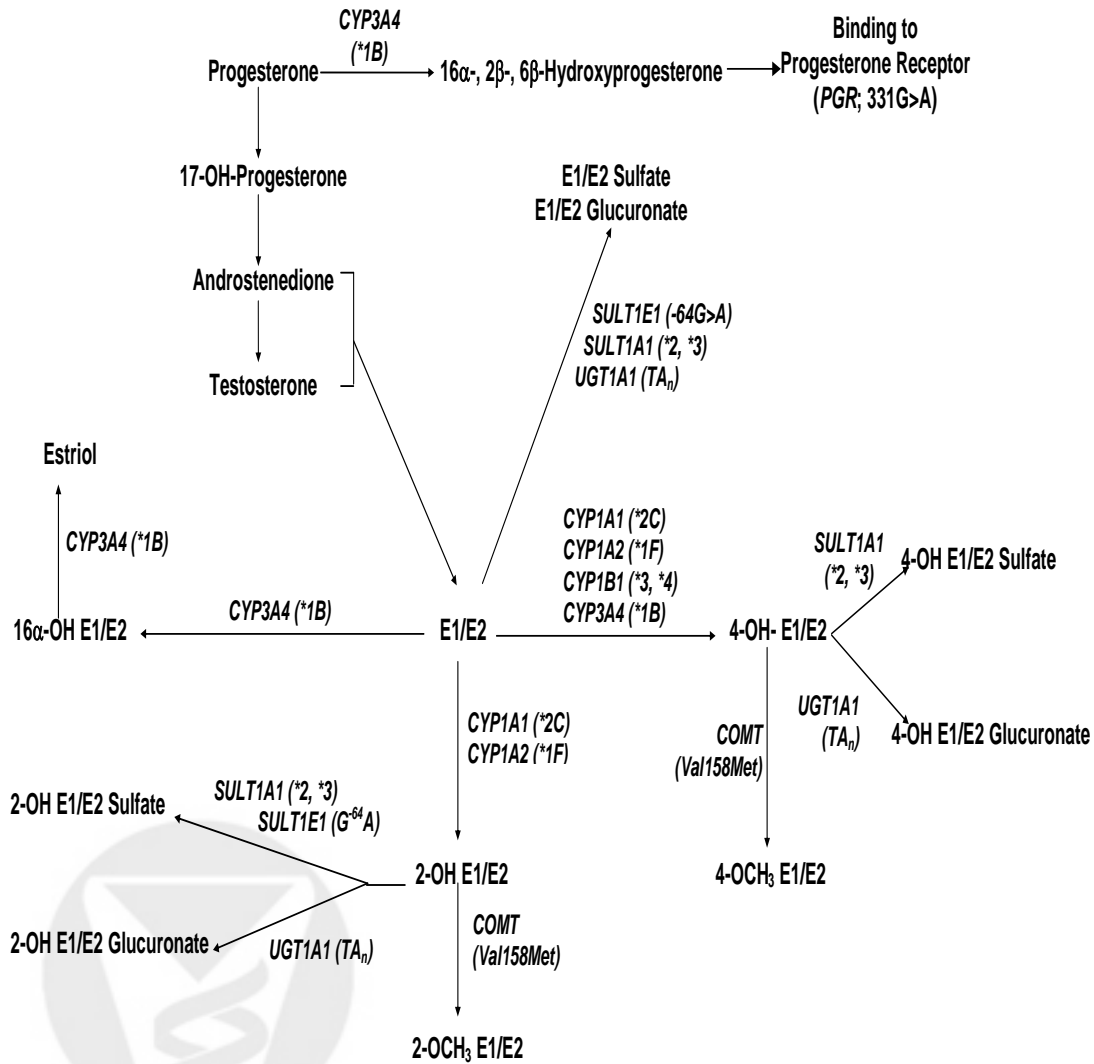 CYP3A4
(*1B)
Progesterone
16α-, 2β-, 6β-Hydroxyprogesterone
Binding to
Progesterone Receptor
(PGR; 331G>A)
17-OH-Progesterone
E1/E2 Sulfate
E1/E2 Glucuronate
Androstenedione
Testosterone
SULT1E1 (-64G>A)
SULT1A1 (*2, *3)
UGT1A1 (TAₙ)
Estriol
CYP3A4 (*1B)
16α-OH E1/E2
CYP3A4 (*1B)
E1/E2
CYP1A1 (*2C)
CYP1A2 (*1F)
CYP1B1 (*3, *4)
CYP3A4 (*1B)
4-OH- E1/E2
SULT1A1
(*2, *3)
4-OH E1/E2 Sulfate
UGT1A1
(TAₙ)
4-OH E1/E2 Glucuronate
CYP1A1 (*2C)
CYP1A2 (*1F)
COMT
(Val158Met)
4-OCH₃ E1/E2
2-OH E1/E2 Sulfate
SULT1A1 (*2, *3)
SULT1E1 (G⁻⁶⁴A)
2-OH E1/E2
2-OH E1/E2 Glucuronate
UGT1A1 (TAₙ)
COMT
(Val158Met)
2-OCH₃ E1/E2